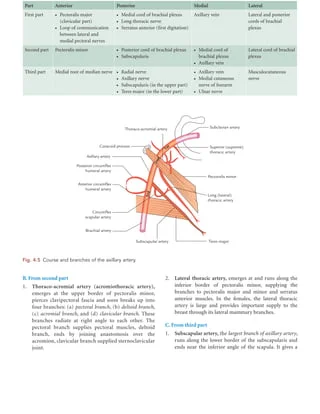 Part Anterior Posterior Medial Lateral
First part • Pectoralis major • Medial cord of brachial plexus Axillary vein Lateral and posterior
(clavicular part) • Long thoracic nerve cords of brachial
• Loop of communication • Serratus anterior (first digitation) plexus
between lateral and
medial pectoral nerves
Second part Pectoralis minor • Posterior cord of brachial plexus • Medial cord of Lateral cord of brachial
• Subscapularis brachial plexus plexus
• Axillary vein
Third part Medial root of median nerve • Radial nerve • Axillary vein Musculocutaneous
• Axillary nerve • Medial cutaneous nerve
• Subscapularis (in the upper part) nerve of forearm
• Teres major (in the lower part) • Ulnar nerve
Thoraco-acromial artery
Subclavian artery
Coracoid process
Superior (supreme)
thoracic artery
Axillary artery
Posterior circumflex
humeral artery
Pectoralis minor
Anterior circumflex
humeral artery
Long (lateral)
thoracic artery
Circumflex
scapular artery
Brachial artery
Subscapular artery
Teres major
Fig. 4.5 Course and branches of the axillary artery.
B. From second part
1. Thoraco-acromial artery (acromiothoracic artery),
emerges at the upper border of pectoralis minor,
pierces clavipectoral fascia and soon breaks up into
four branches: (a) pectoral branch, (b) deltoid branch,
(c) acromial branch, and (d) clavicular branch. These
branches radiate at right angle to each other. The
pectoral branch supplies pectoral muscles, deltoid
branch, ends by joining anastomosis over the
acromion, clavicular branch supplied sternoclavicular
joint.
2. Lateral thoracic artery, emerges at and runs along the
inferior border of pectoralis minor, supplying the
branches to pectoralis major and minor and serratus
anterior muscles. In the females, the lateral thoracic
artery is large and provides important supply to the
breast through its lateral mammary branches.
C. From third part
1. Subscapular artery, the largest branch of axillary artery,
runs along the lower border of the subscapularis and
ends near the inferior angle of the scapula. It gives a